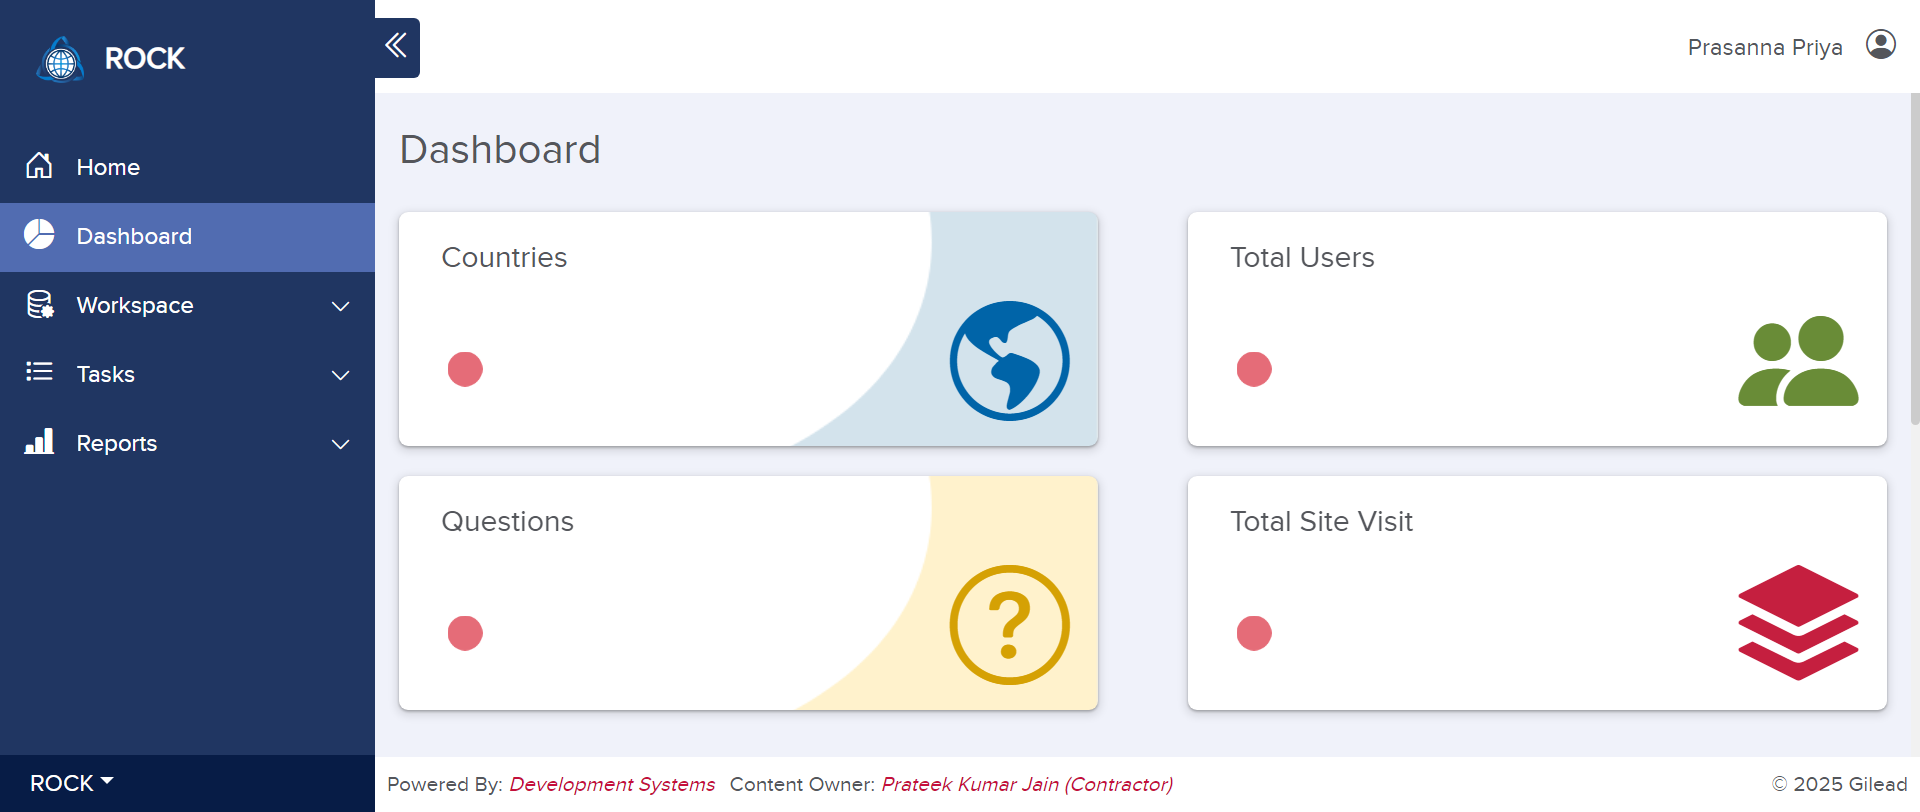 ROCK
Prasanna Priya
Home
Dashboard
Workspace
Tasks
Reports
Dashboard
Countries
Total Users
Questions
?
Total Site Visit
ROCK
Powered By: Development Systems Content Owner: Prateek Kumar Jain (Contractor)
© 2025 Gilead